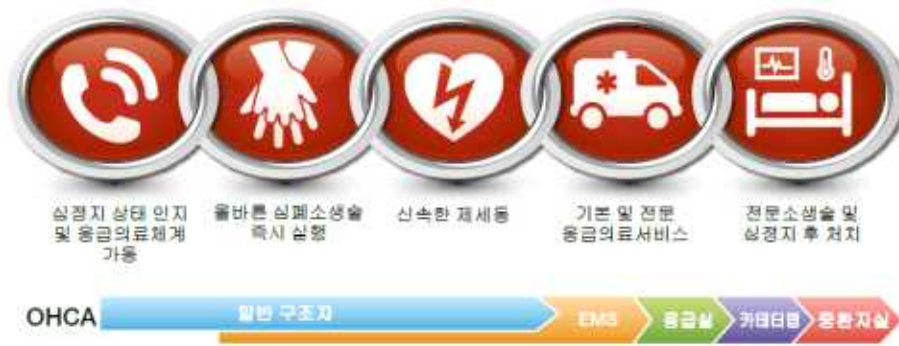 심정지 상태 인지
및 응급의료체계
가동
올바른 심폐소생술
즉시 실행
신속한 제세동
기본 및 전문
응급의료서비스
전문소생술 및
심정지 후 처치
OHCA
일반 구조자
EMS
응급실
카테터랩
중환자실